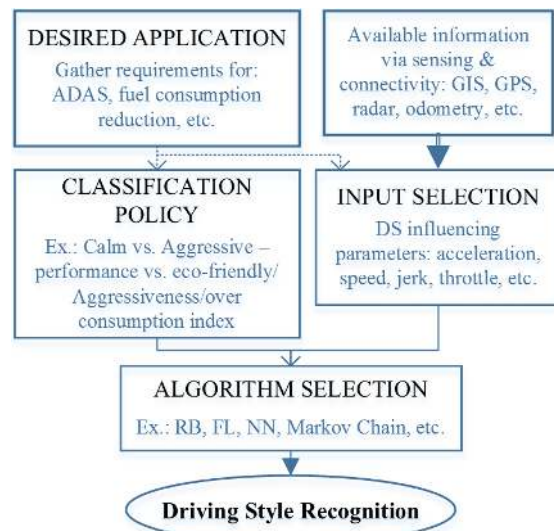 DESIRED APPLICATION
Gather requirements for:
ADAS, fuel consumption
reduction, etc.
Available information
via sensing &
connectivity: GIS, GPS,
radar, odometry, etc.
CLASSIFICATION
POLICY
Ex.: Calm vs. Aggressive –
performance vs. eco-friendly/
Aggressiveness/over
consumption index
INPUT SELECTION
DS influencing
parameters: acceleration,
speed, jerk, throttle, etc.
ALGORITHM SELECTION
Ex.: RB, FL, NN, Markov Chain, etc.
Driving Style Recognition